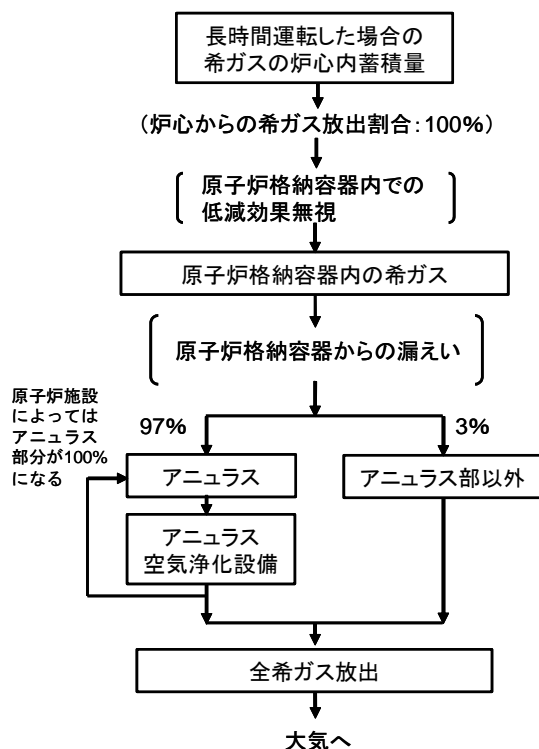 長時間運転した場合の
希ガスの炉心内蓄積量
(炉心からの希ガス放出割合:100%)
原子炉格納容器内での
低減効果無視
原子炉格納容器内の希ガス
原子炉格納容器からの漏えい
原子炉施設
によっては
アニュラス
部分が100%
になる
97%
3%
アニュラス
アニュラス部以外
アニュラス
空気浄化設備
全希ガス放出
大気へ